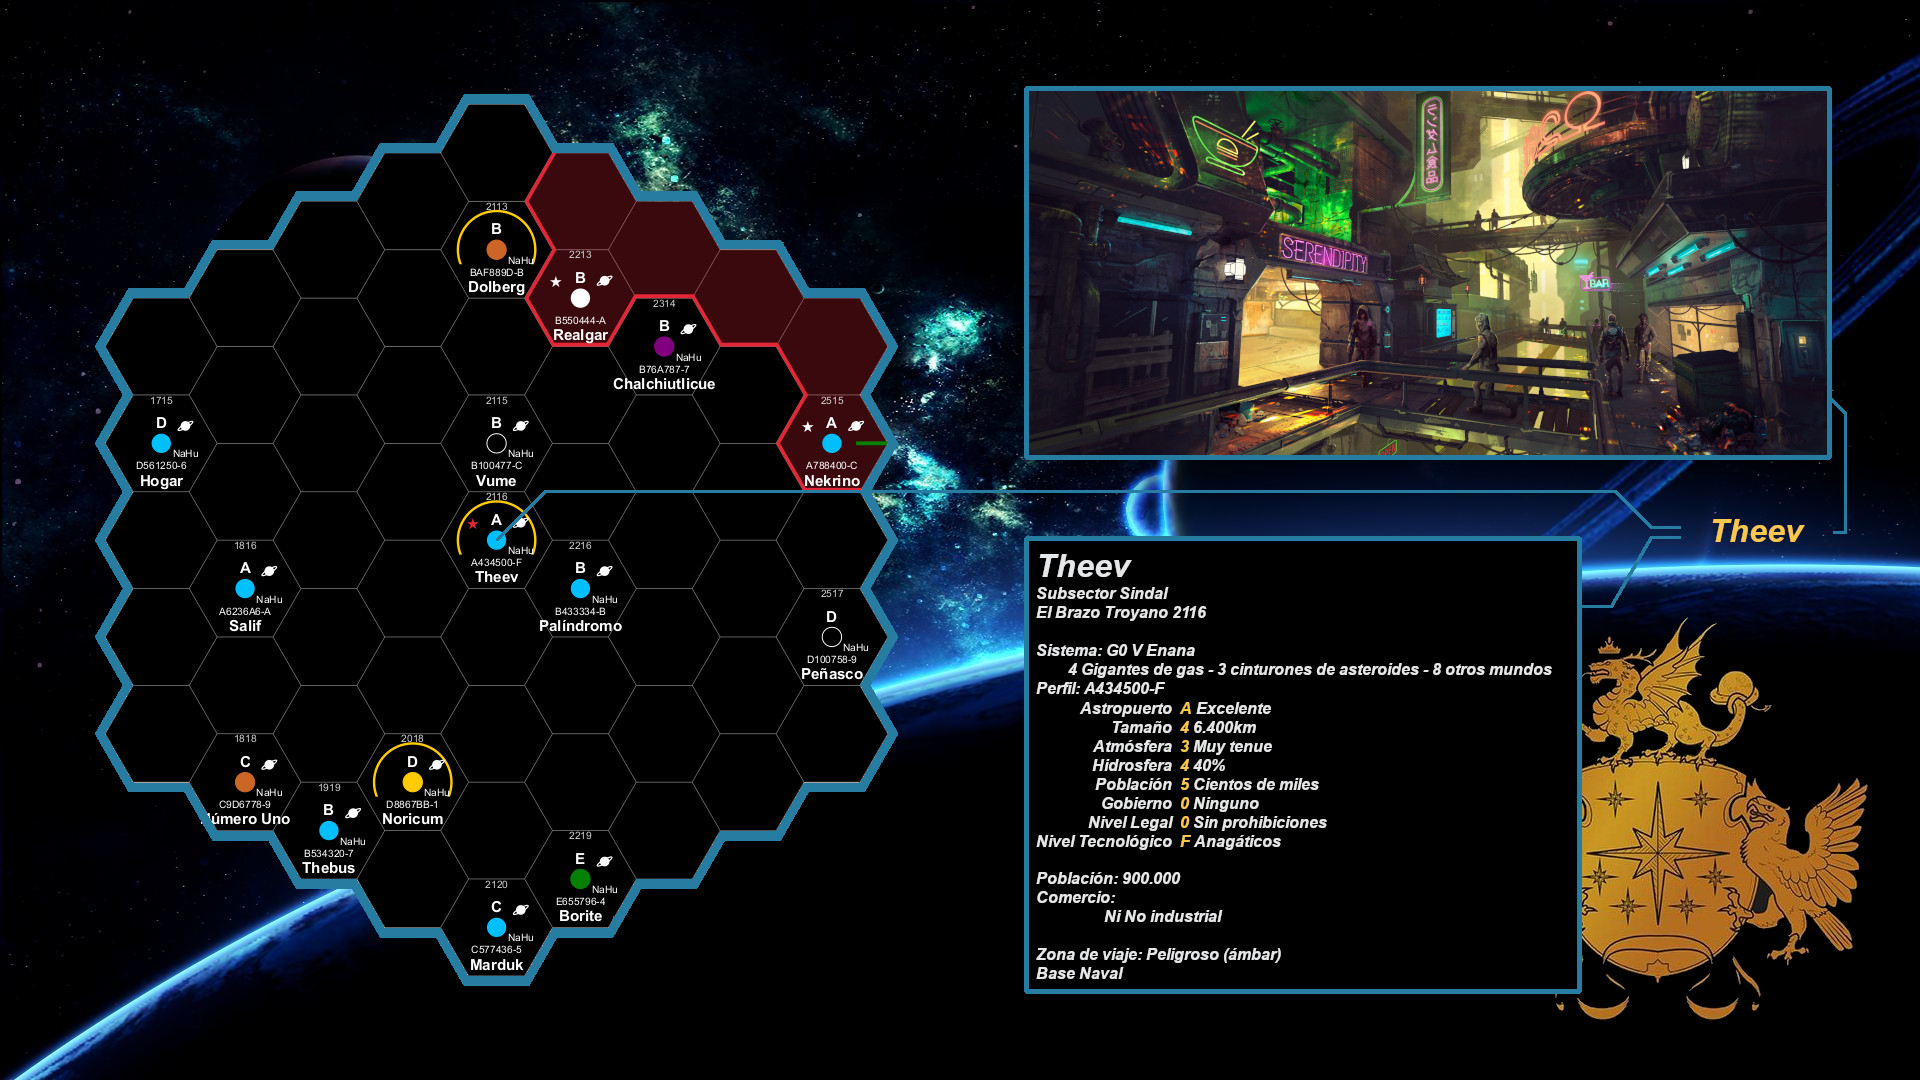 2113
B
NaHu
BAF889D-B
Dolberg
2213
B
B550444-A
Realgar
2314
B
NaHu
B76A787-7
Chalchiutlicue
1715
D
NaHu
D561250-6
Hogar
2115
B
NaHu
B100477-C
Vume
2515
A
A788400-C
Nekrino
2116
A
NaHu
A434500-F
Theev
1816
A
NaHu
A6236A6-A
Salif
2216
B
NaHu
B433334-B
Palíndromo
2517
D
NaHu
D100758-9
Peñasco
1818
C
NaHu
C9D6778-9
Número Uno
2018
D
NaHu
D8867BB-1
Noricum
1919
B
NaHu
B534320-7
Thebus
2219
E
NaHu
E655796-4
Borite
2120
C
NaHu
C577436-5
Marduk
SERENDIPITY
ランダム食品
BAR
Theev
Theev
Subsector Sindal
El Brazo Troyano 2116
Sistema: G0 V Enana
4 Gigantes de gas - 3 cinturones de asteroides - 8 otros mundos
Perfil: A434500-F
Astropuerto A Excelente
Tamaño 4 6.400km
Atmósfera 3 Muy tenue
Hidrosfera 4 40%
Población 5 Cientos de miles
Gobierno 0 Ninguno
Nivel Legal 0 Sin prohibiciones
Nivel Tecnológico F Anagáticos
Población: 900.000
Comercio:
Ni No industrial
Zona de viaje: Peligroso (ámbar)
Base Naval